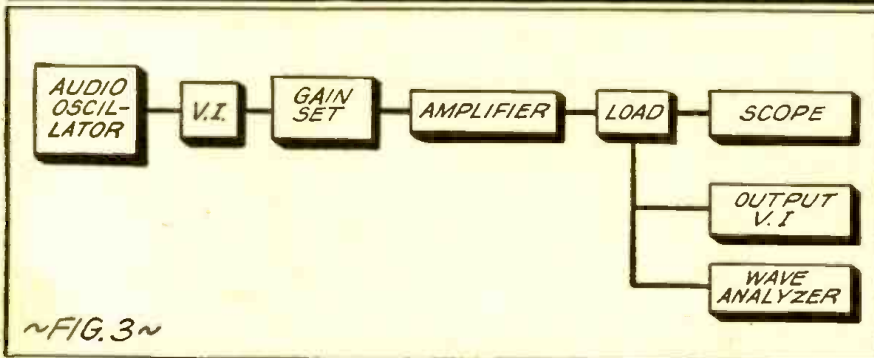 AUDIO
OSCIL-
LATOR
V.I.
GAIN
SET
AMPLIFIER
LOAD
SCOPE
OUTPUT
V.I
WAVE
ANALYZER
~FIG.3~